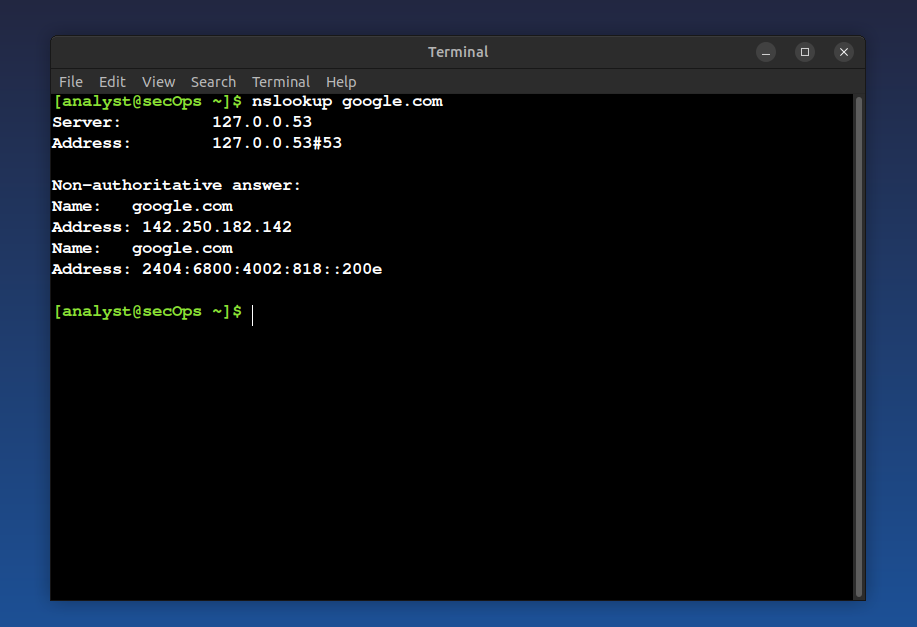 Terminal
File Edit View Search Terminal Help
[analyst@secOps ~]$ nslookup google.com
Server: 127.0.0.53
Address: 127.0.0.53#53
Non-authoritative answer:
Name: google.com
Address: 142.250.182.142
Name: google.com
Address: 2404:6800:4002:818::200e
[analyst@secOps ~]$